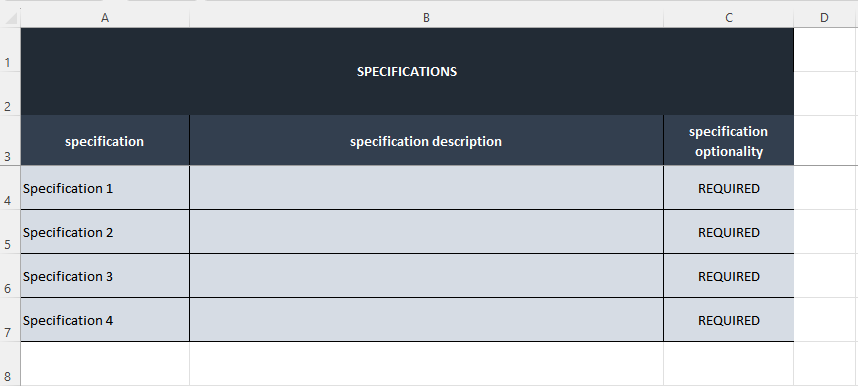 A B C D
1
SPECIFICATIONS
2
3 specification specification description specification
optionality
4 Specification 1 REQUIRED
5 Specification 2 REQUIRED
6 Specification 3 REQUIRED
7 Specification 4 REQUIRED
8